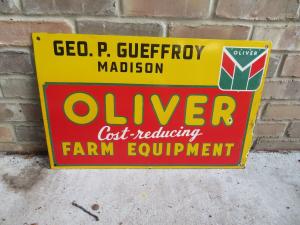 GEO. P. GUEFFROY
MADISON
OLIVER
OLIVER
Cost-reducing
FARM EQUIPMENT